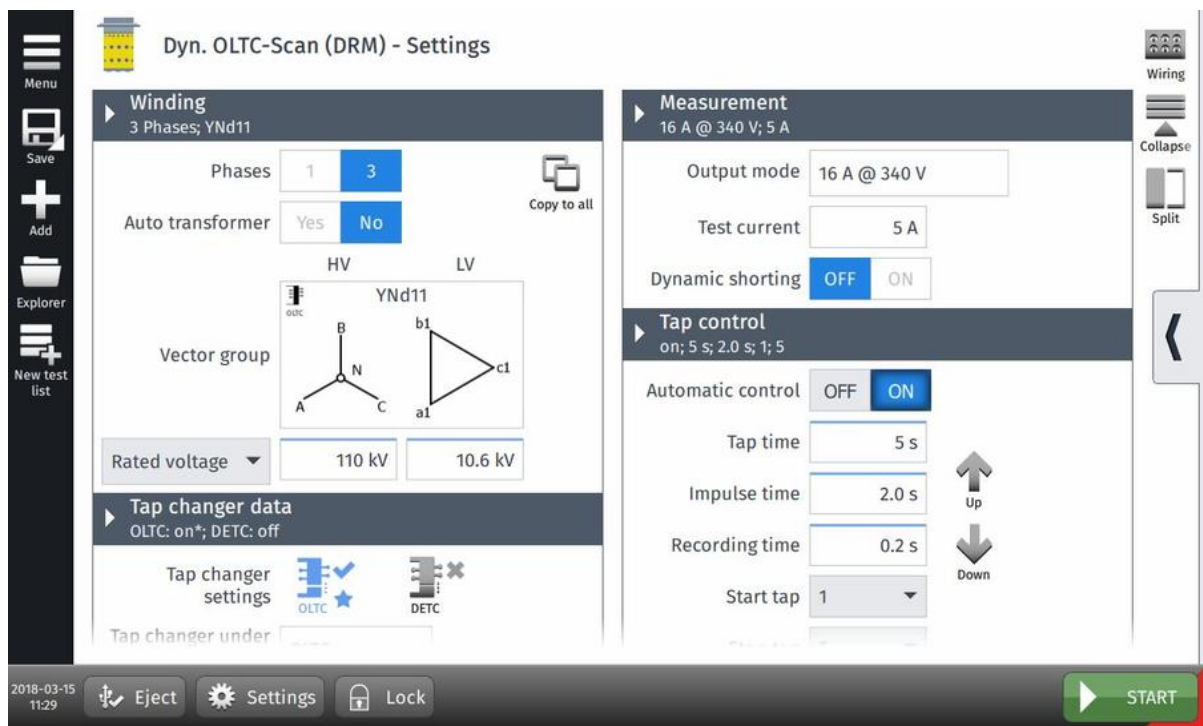 Dyn. OLTC-Scan (DRM) - Settings
Menu
Save
Add
Explorer
New test
list
Winding
3 Phases; YNd11
Phases 1 3
Copy to all
Auto transformer Yes No
HV LV
OLTC
YNd11
B
N
A C
b1
c1
a1
Vector group
Rated voltage 110 kV 10.6 kV
Tap changer data
OLTC: on*; DETC: off
Tap changer
settings
OLTC DETC
Tap changer under
Measurement
16 A @ 340 V; 5 A
Output mode 16 A @ 340 V
Test current 5 A
Dynamic shorting OFF ON
Tap control
on; 5 s; 2.0 s; 1; 5
Automatic control OFF ON
Tap time 5 s
Impulse time 2.0 s
Up
Recording time 0.2 s
Down
Start tap 1
Wiring
Collapse
Split
2018-03-15
11:29
Eject Settings Lock START